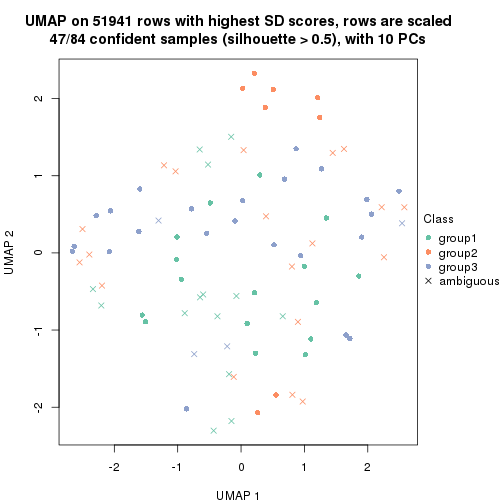 UMAP on 51941 rows with highest SD scores, rows are scaled
47/84 confident samples (silhouette > 0.5), with 10 PCs
2
1
0
-1
-2
UMAP 2
-2
-1
0
1
2
UMAP 1
Class
group1
group2
group3
ambiguous